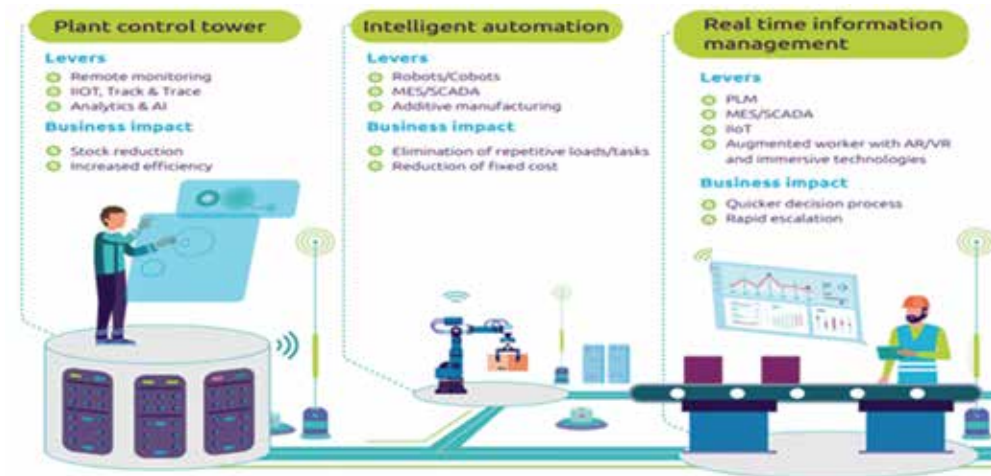 Plant control tower
Levers
Remote monitoring
IIOT, Track & Trace
Analytics & AI
Business impact
Stock reduction
Increased efficiency
Intelligent automation
Levers
Robots/Cobots
MES/SCADA
Additive manufacturing
Business impact
Elimination of repetitive loads/tasks
Reduction of fixed cost
Real time information
management
Levers
PLM
MES/SCADA
IIoT
Augmented worker with AR/VR
and immersive technologies
Business impact
Quicker decision process
Rapid escalation